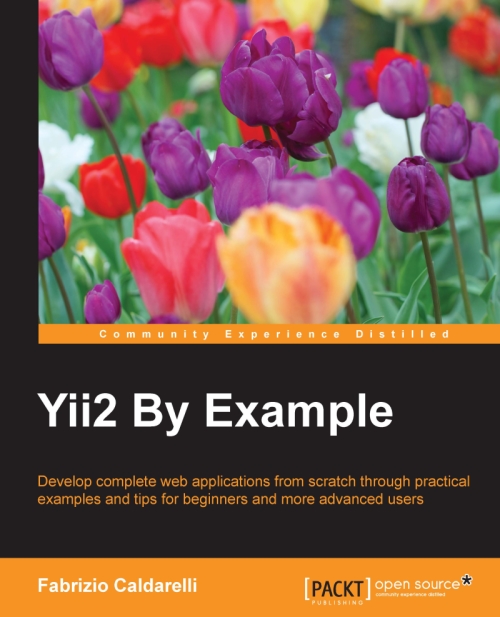 Community Experience Distilled
Yii2 By Example
Develop complete web applications from scratch through practical
examples and tips for beginners and more advanced users
Fabrizio Caldarelli
[PACKT] open source*
PUBLISHING community experience distilled